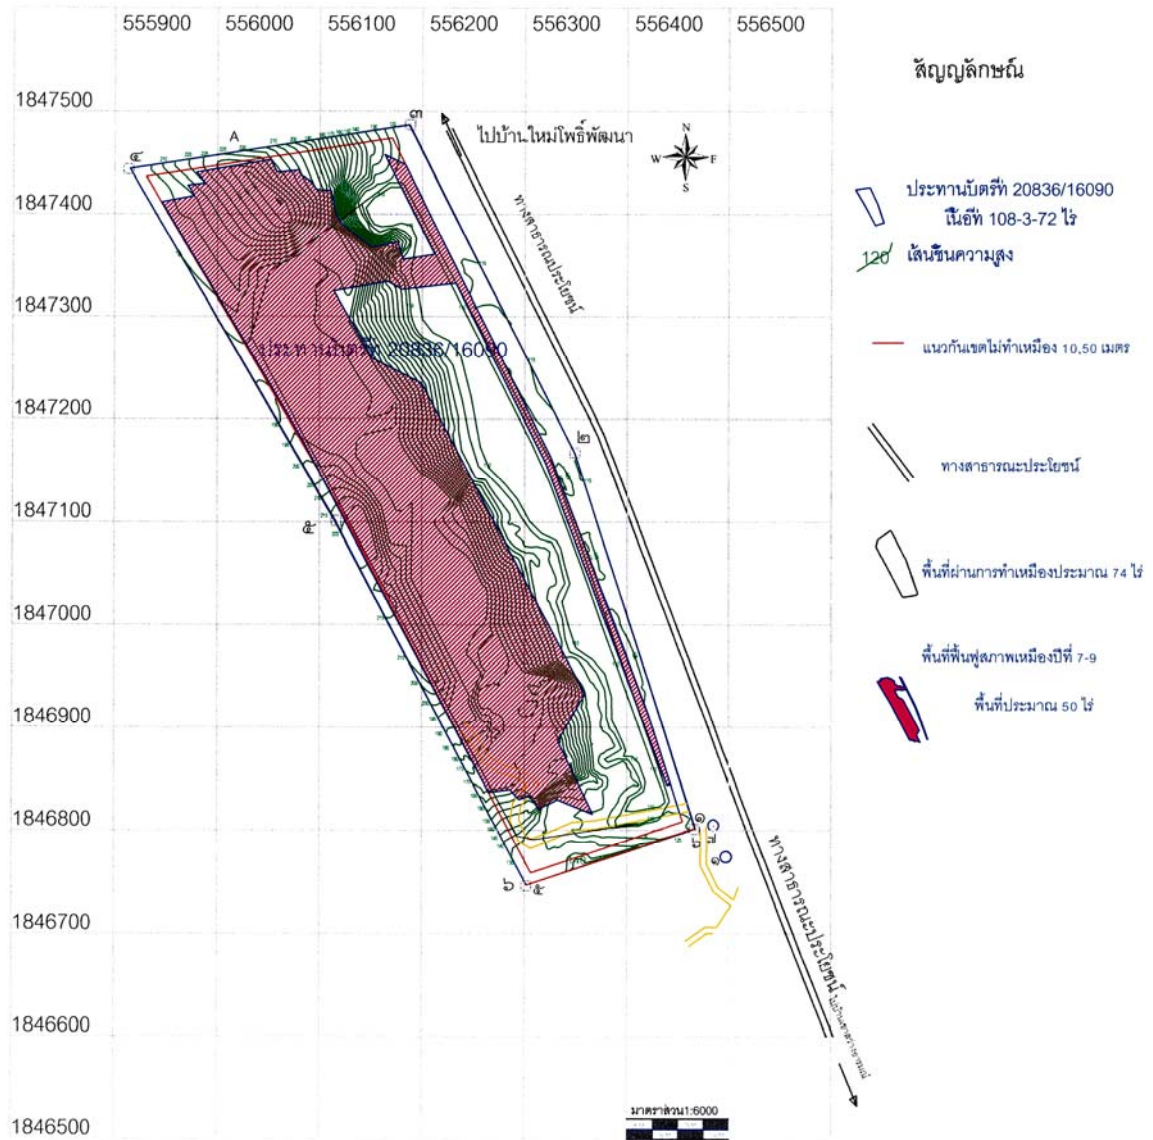 555900 556000 556100 556200 556300 556400 556500
สัญญลักษณ์
1847500
๓
ไปบ้านใหม่โพธิ์พัฒนา
A
๔
N
W F
S
ทางสาธารณประโยชน์
ประทานบัตรที่ 20836/16090
เนื้อที่ 108-3-72 ไร่
1847400
120 เส้นชั้นความสูง
1847300
ประทานบัตรที่ 20836/16090
แนวกันเขตไม่ทำเหมือง 10,50 เมตร
1847200
๒
ทางสาธารณะประโยชน์
1847100
พื้นที่ผ่านการทำเหมืองประมาณ 74 ไร่
1847000
พื้นที่ฟื้นฟูสภาพเหมืองปีที่ 7-9
พื้นที่ประมาณ 50 ไร่
1846900
1846800
๑
๑
ทางสาธารณะประโยชน์
๖
1846700
1846600
1846500
มาตราส่วน1:6000